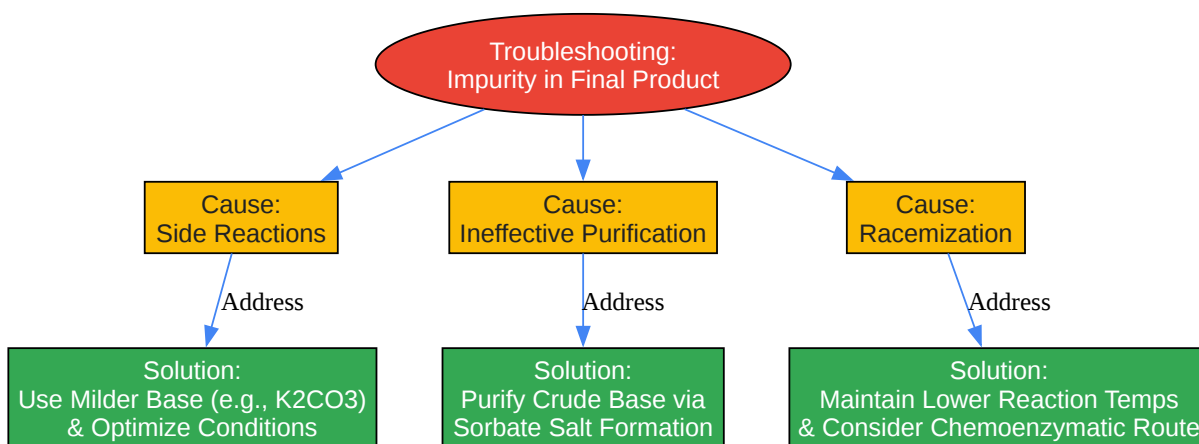 Troubleshooting:
Impurity in Final Product
Cause:
Side Reactions
Cause:
Ineffective Purification
Cause:
Racemization
Address
Address
Address
Solution:
Use Milder Base (e.g., K2CO3)
& Optimize Conditions
Solution:
Purify Crude Base via
Sorbate Salt Formation
Solution:
Maintain Lower Reaction Temps
& Consider Chemoenzymatic Route